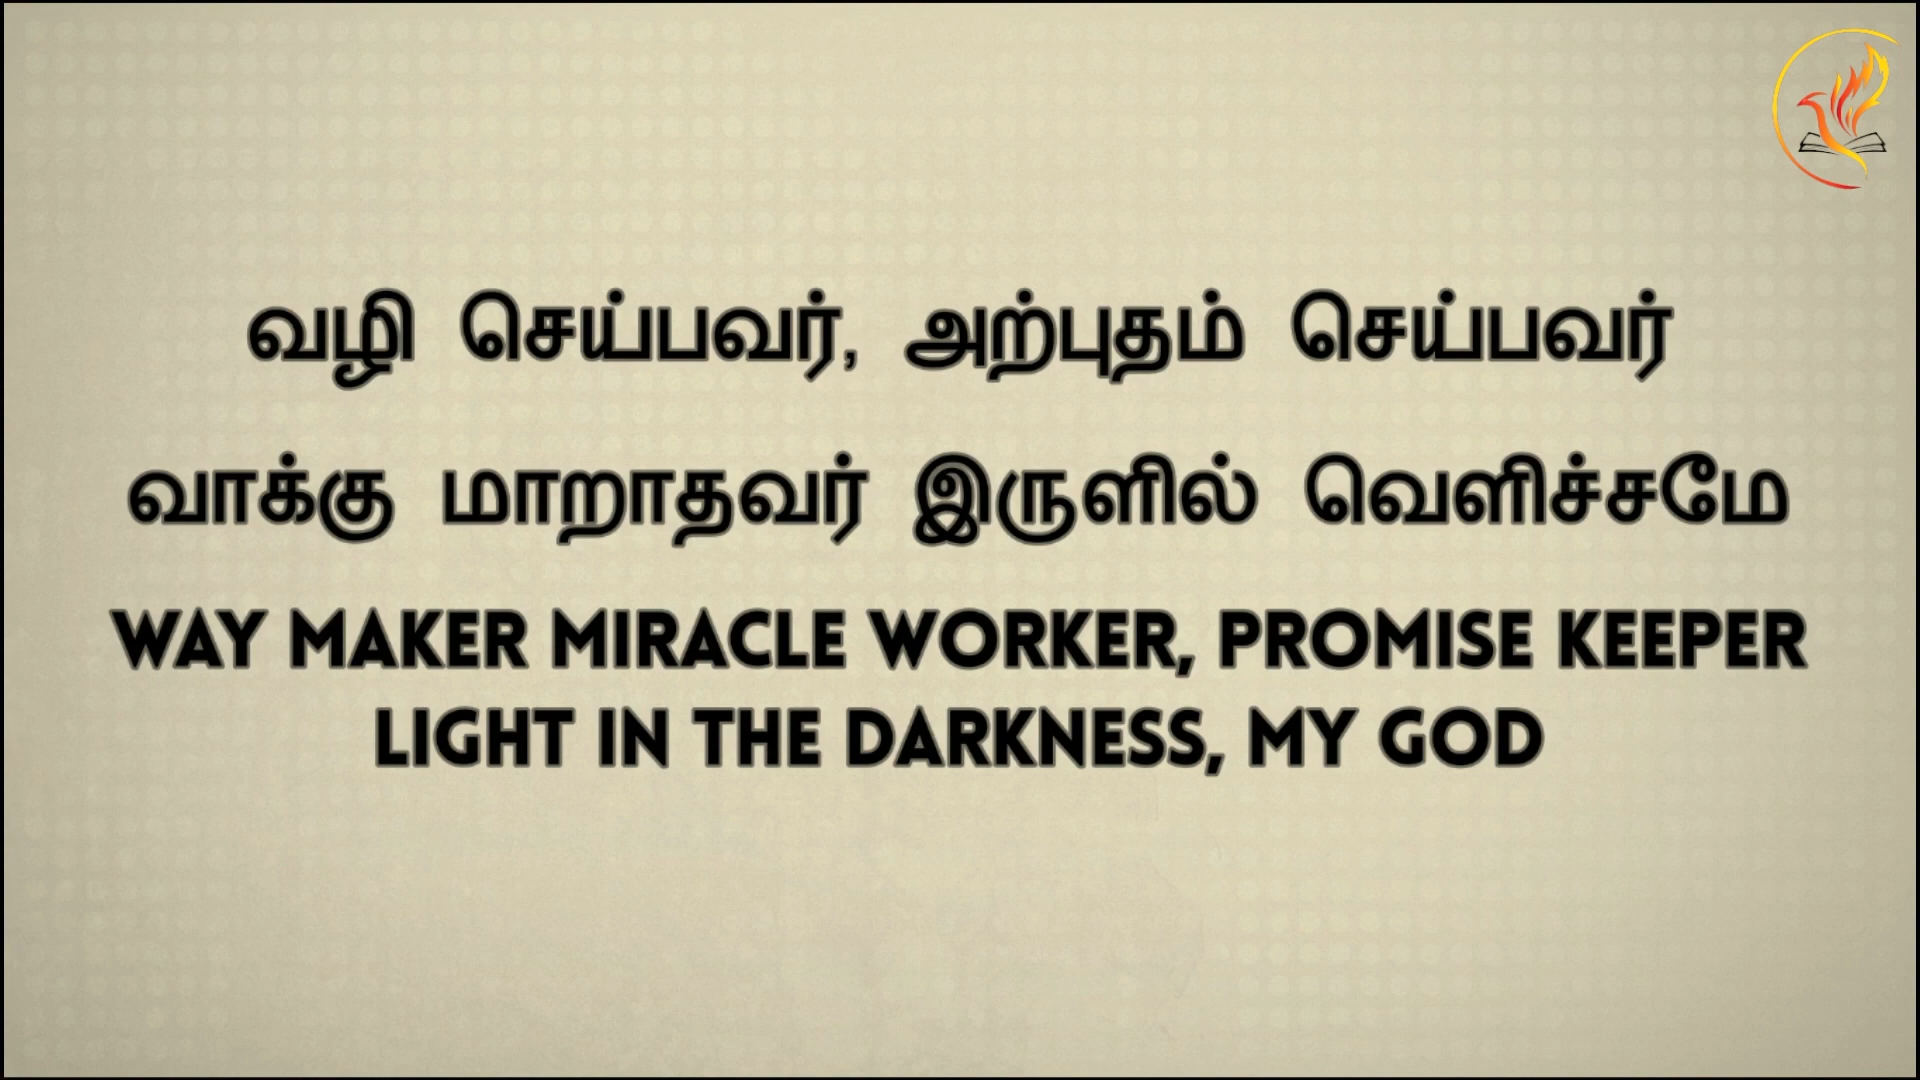 வழி செய்பவர், அற்புதம் செய்பவர்
வாக்கு மாறாதவர் இருளில் வெளிச்சமே
WAY MAKER MIRACLE WORKER, PROMISE KEEPER
LIGHT IN THE DARKNESS, MY GOD